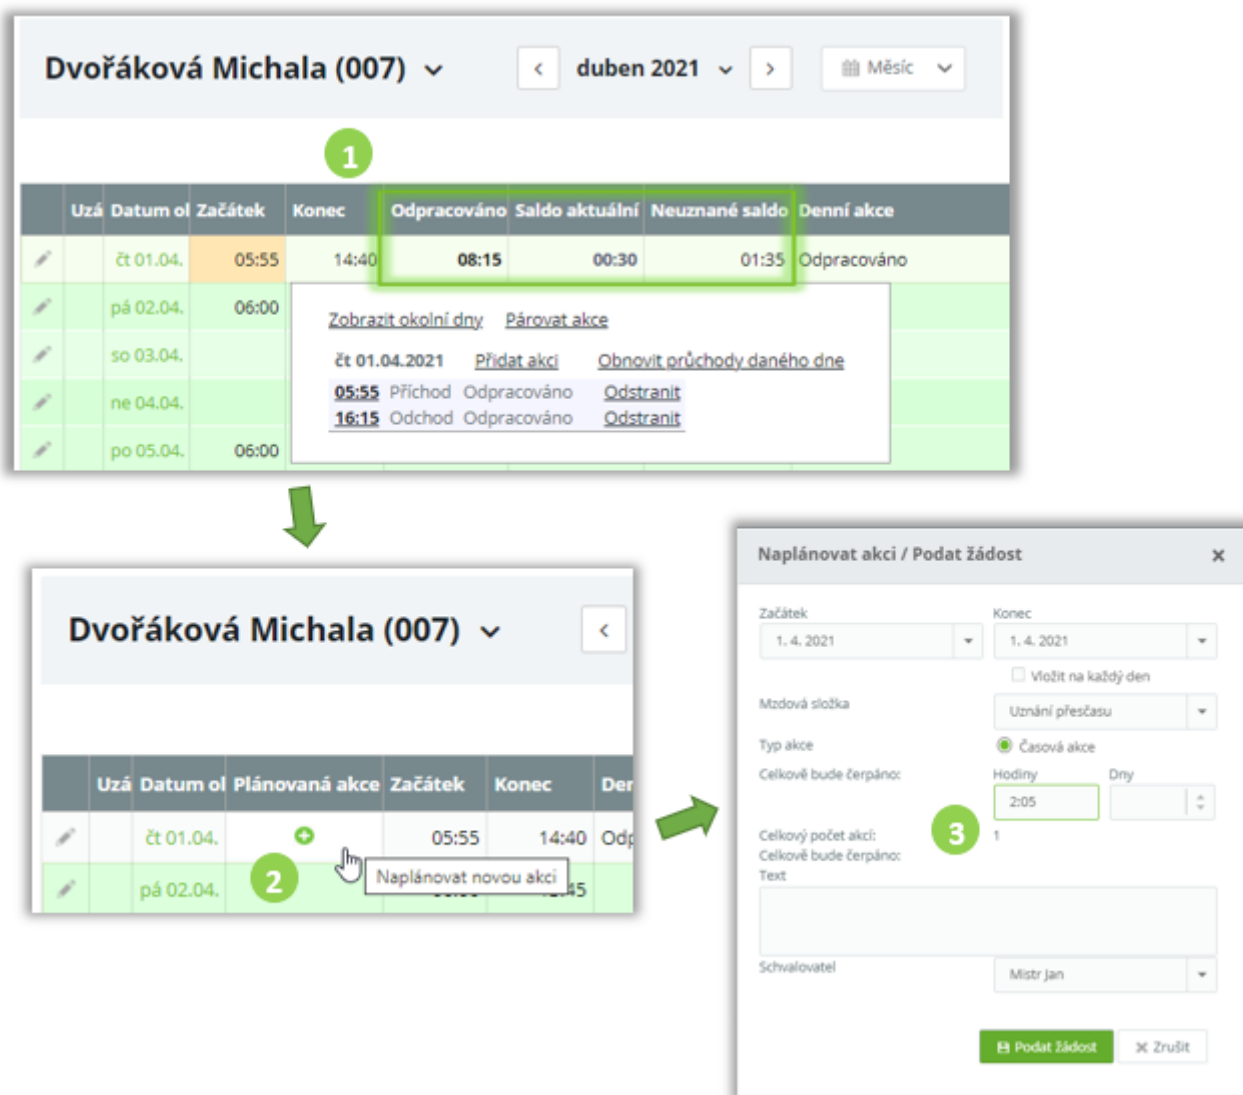 Dvořáková Michala (007)
duben 2021
Měsíc
1
Uzá Datum ol Začátek Konec Odpracováno Saldo aktuální Neuznané saldo Denní akce
čt 01.04. 05:55 14:40 08:15 00:30 01:35 Odpracováno
pá 02.04. 06:00
so 03.04.
ne 04.04.
po 05.04. 06:00
Zobrazit okolní dny Párovat akce
čt 01.04.2021 Přidat akci Obnovit průchody daného dne
05:55 Příchod Odpracováno Odstranit
16:15 Odchod Odpracováno Odstranit
Dvořáková Michala (007)
Uzá Datum ol Plánovaná akce Začátek Konec Der
čt 01.04. 05:55 14:40 Odp
2
Naplánovat novou akci
pá 02.04.
Naplánovat akci / Podat žádost
Začátek Konec
1. 4. 2021 1. 4. 2021
Vložit na každý den
Mzdová složka Uznání přesčasu
Typ akce Časová akce
Celkově bude čerpáno: Hodiny Dny
2:05
3
Celkový počet akcí: 1
Celkově bude čerpáno:
Text
Schvalovatel Mistr Jan
Podat žádost Zrušit